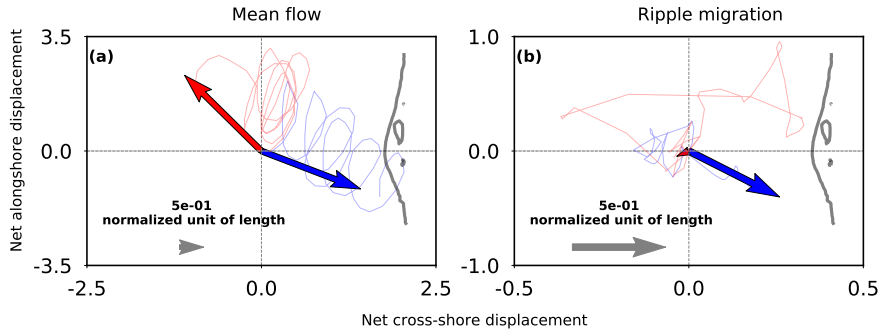 Mean flow
Ripple migration
Net alongshore displacement
3.5
0.0
-3.5
(a)
5e-01
normalized unit of length
-2.5
0.0
2.5
1.0
0.0
-1.0
(b)
5e-01
normalized unit of length
-0.5
0.0
0.5
Net cross-shore displacement